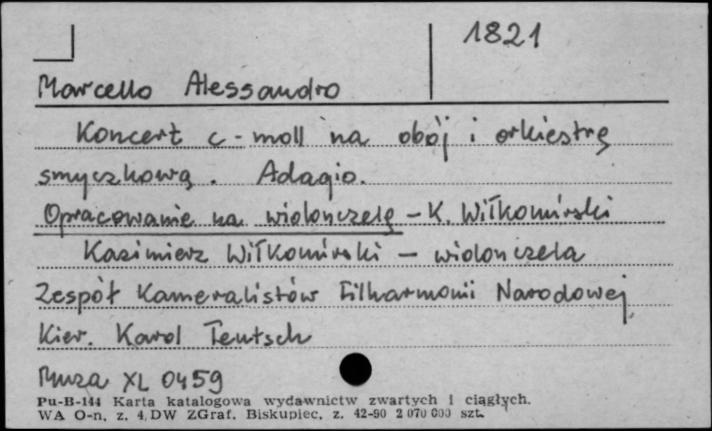 1821
Marcello Alessandro
Koncert c-moll na obój i orkiestrę
smyczkową. Adagio.
Opracowanie na wiolonczelę – K. Wiłkomirski
Kazimierz Wiłkomirski – wiolonczela
Zespół Kameralistów Filharmonii Narodowej
Kier. Karol Teutsch
Muza XL 0459
Pu-B-144 Karta katalogowa wydawnictw zwartych i ciągłych.
WA O-n. z. 4. DW ZGraf. Biskupiec, z. 42-90 2 070 000 szt.